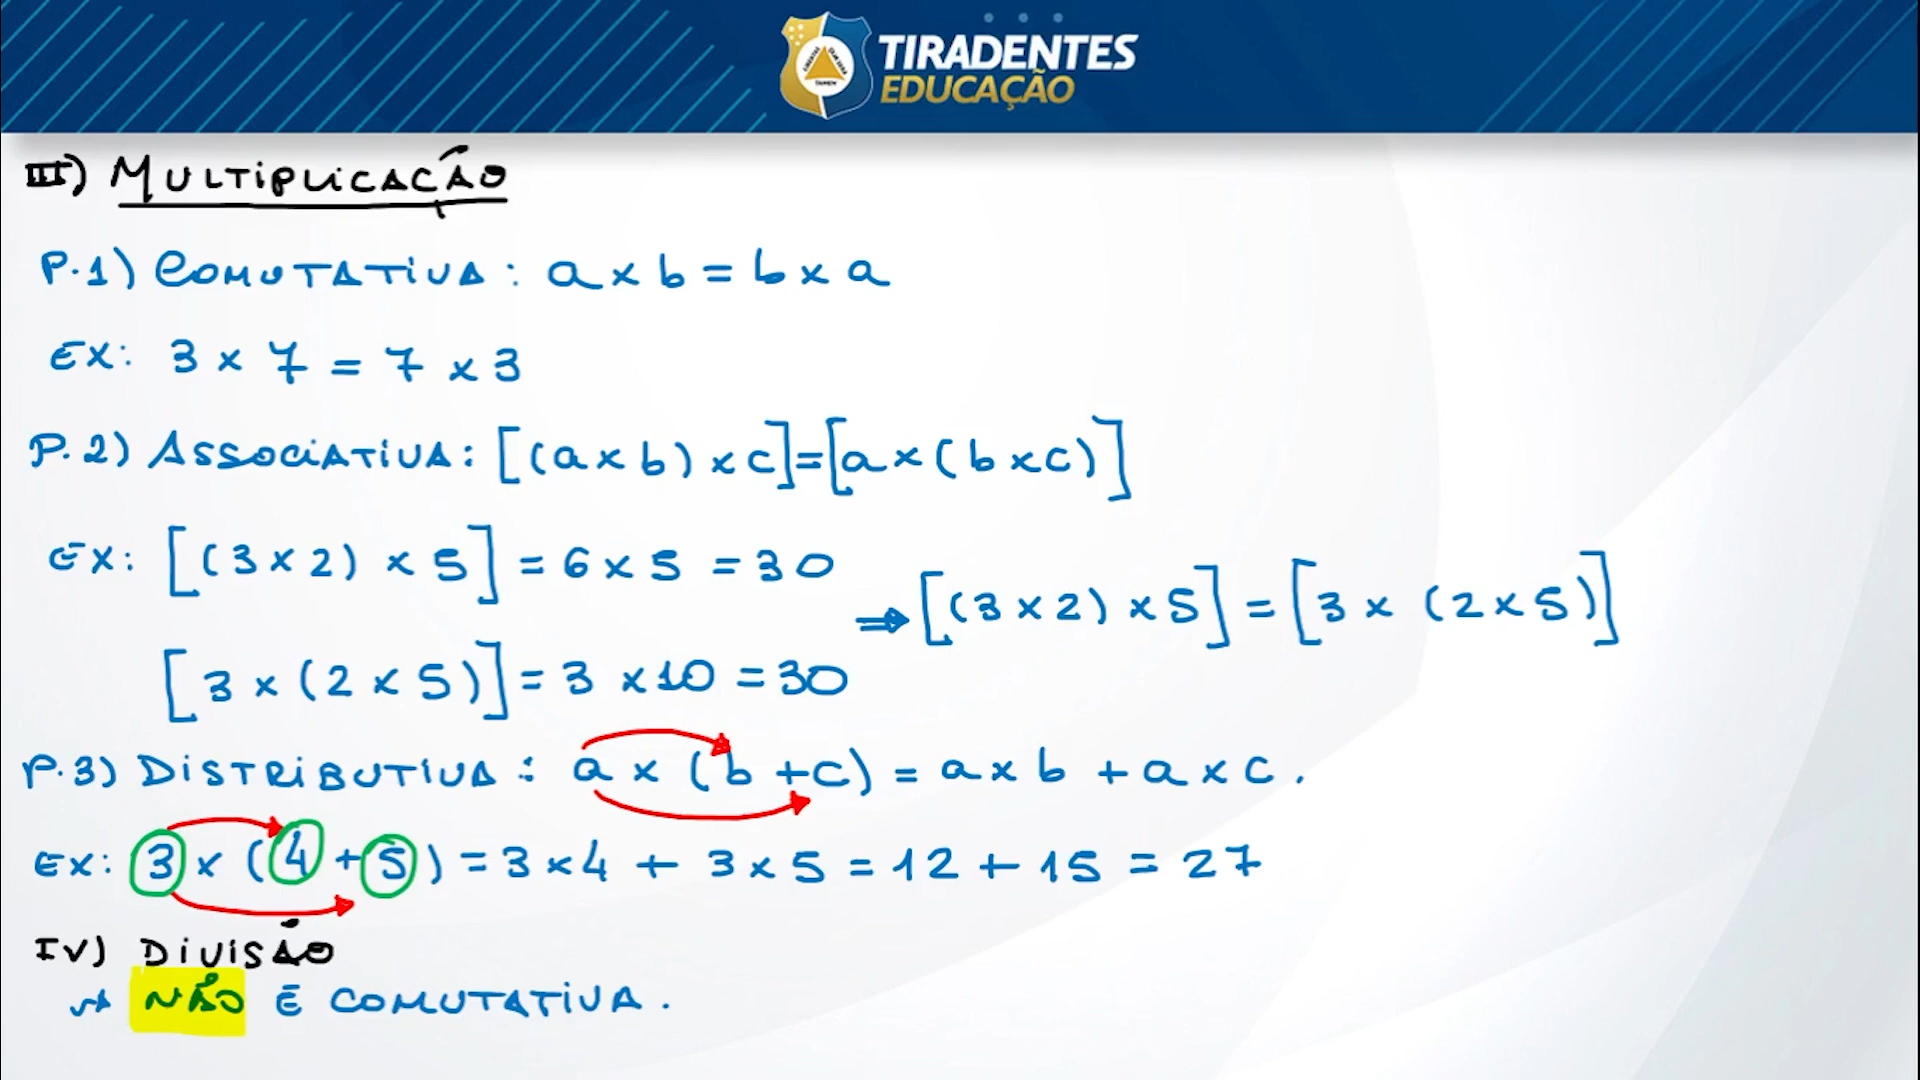 TIRADENTES
EDUCAÇÃO
III) MULTIPLICAÇÃO
P.1) COMUTATIVA: a x b = b x a
EX: 3 x 7 = 7 x 3
P.2) ASSOCIATIVA: [(a x b) x c] = [a x (b x c)]
EX: [(3 x 2) x 5] = 6 x 5 = 30
⇒ [(3 x 2) x 5] = [3 x (2 x 5)]
[3 x (2 x 5)] = 3 x 10 = 30
P.3) DISTRIBUTIVA: a x (b + c) = a x b + a x c.
EX: 3 x (4 + 5) = 3 x 4 + 3 x 5 = 12 + 15 = 27
IV) DIVISÃO
→ NÃO É COMUTATIVA.